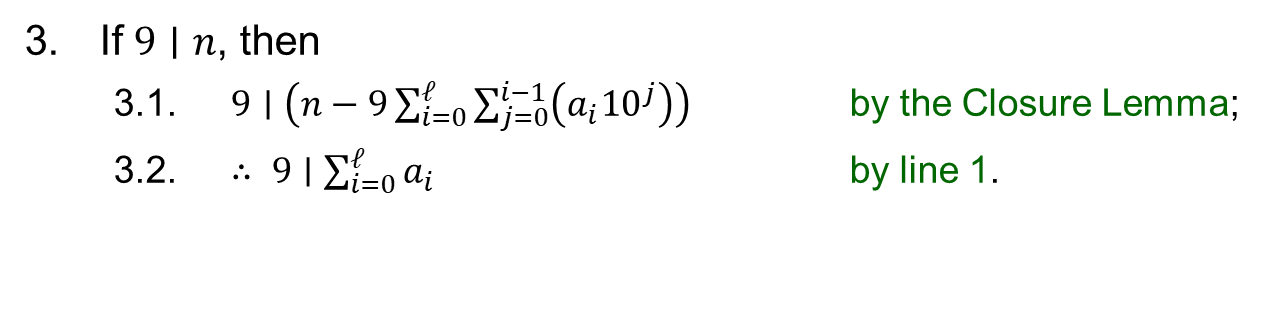 3. If 9 ∣ 𝑛, then
3.1. 9 ∣ (𝑛 − 9 ∑_{𝑖=0}^{ℓ} ∑_{𝑗=0}^{𝑖−1}(𝑎_𝑖 10^𝑗)) by the Closure Lemma;
3.2. ∴ 9 ∣ ∑_{𝑖=0}^{ℓ} 𝑎_𝑖 by line 1.